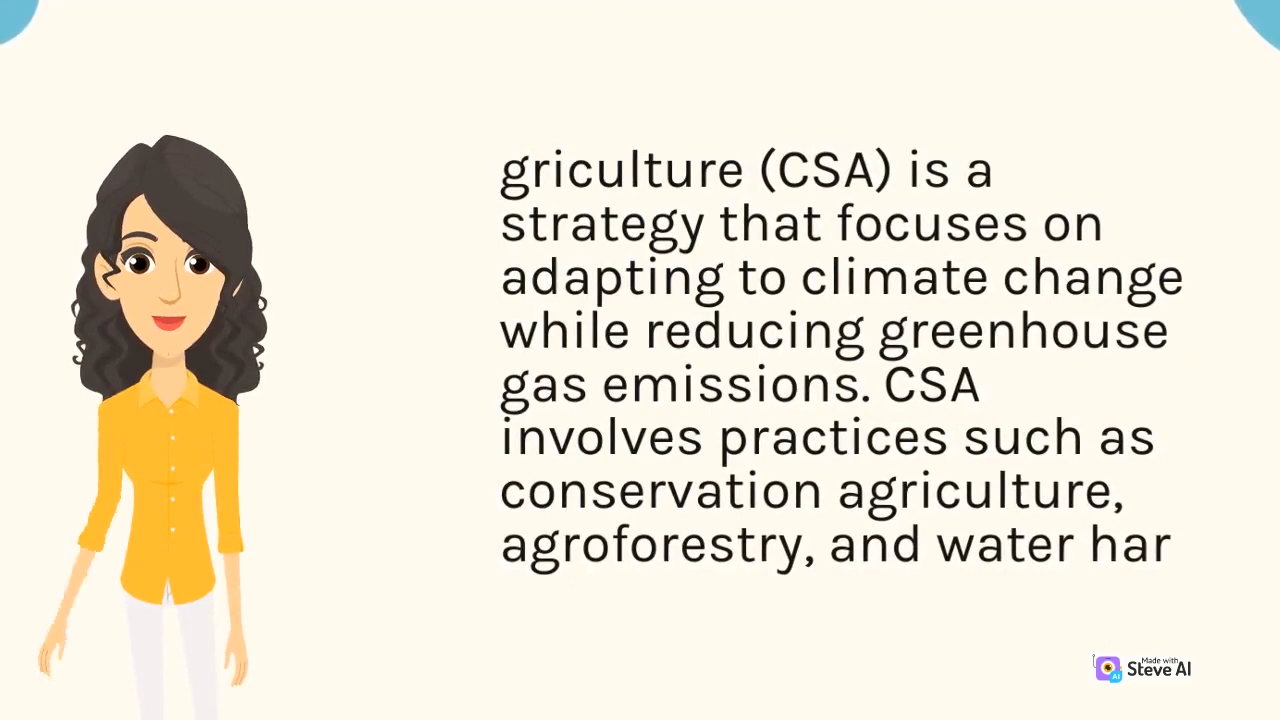 griculture (CSA) is a
strategy that focuses on
adapting to climate change
while reducing greenhouse
gas emissions. CSA
involves practices such as
conservation agriculture,
agroforestry, and water har
Made with
Steve AI
AI